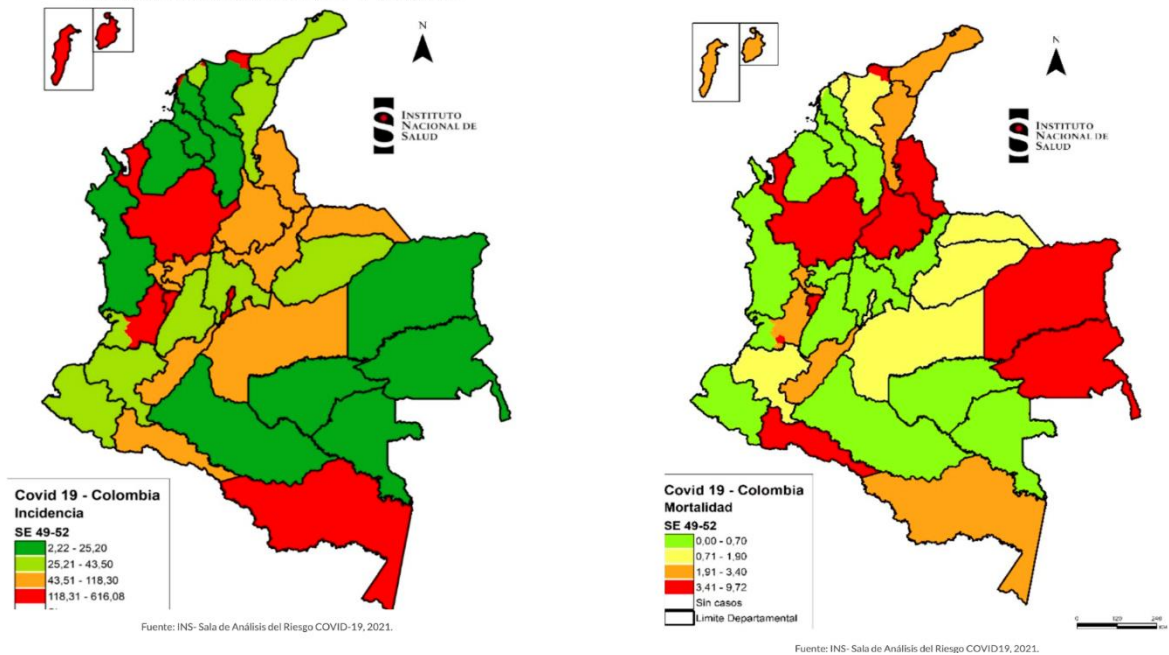 N
INSTITUTO
NACIONAL DE
SALUD
Covid 19 - Colombia
Incidencia
SE 49-52
2,22 - 25,20
25,21 - 43,50
43,51 - 118,30
118,31 - 616,08
Fuente: INS- Sala de Análisis del Riesgo COVID-19, 2021.
N
INSTITUTO
NACIONAL DE
SALUD
Covid 19 - Colombia
Mortalidad
SE 49-52
0,00 - 0,70
0,71 - 1,90
1,91 - 3,40
3,41 - 9,72
Sin casos
Limite Departamental
0
Fuente: INS- Sala de Análisis del Riesgo COVID19, 2021.